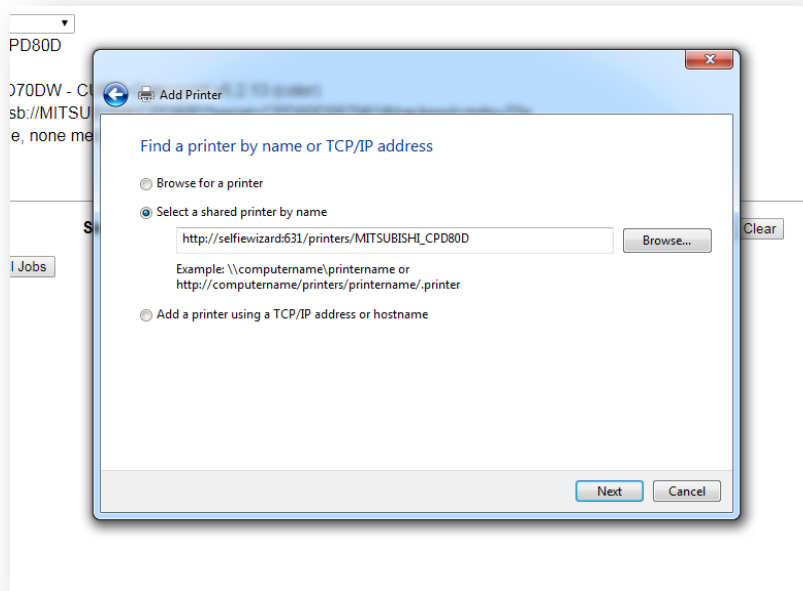 CPD80D
Add Printer
D70DW - CU
sb://MITSU
e, none me
Find a printer by name or TCP/IP address
Browse for a printer
Select a shared printer by name
http://selfiewizard:631/printers/MITSUBISHI_CPD80D
Browse...
Example: \\computername\printername or
http://computername/printers/printername/.printer
Add a printer using a TCP/IP address or hostname
S
Clear
l Jobs
Next
Cancel